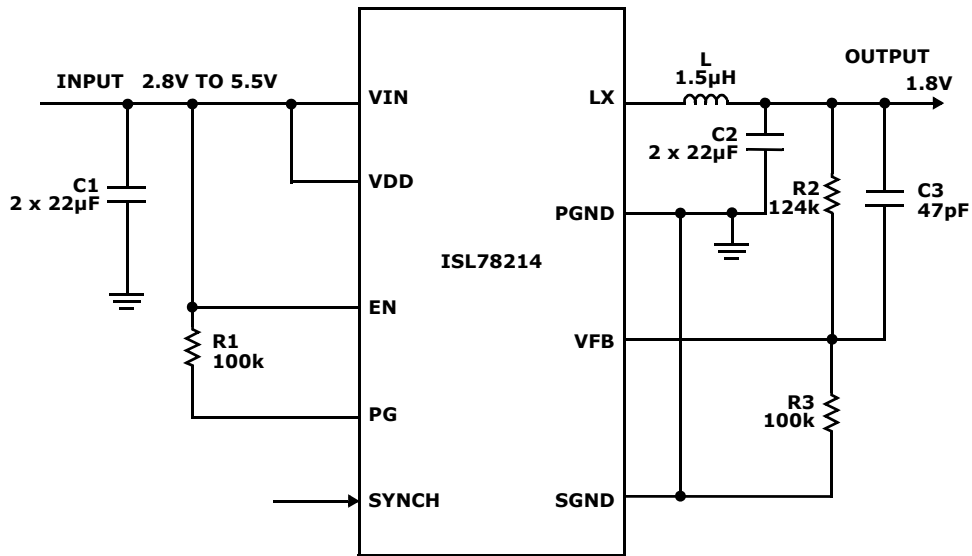 INPUT 2.8V TO 5.5V
VIN
VDD
C1
2 x 22µF
EN
R1
100k
PG
SYNCH
ISL78214
LX
PGND
VFB
SGND
L
1.5µH
OUTPUT
1.8V
C2
2 x 22µF
R2
124k
C3
47pF
R3
100k